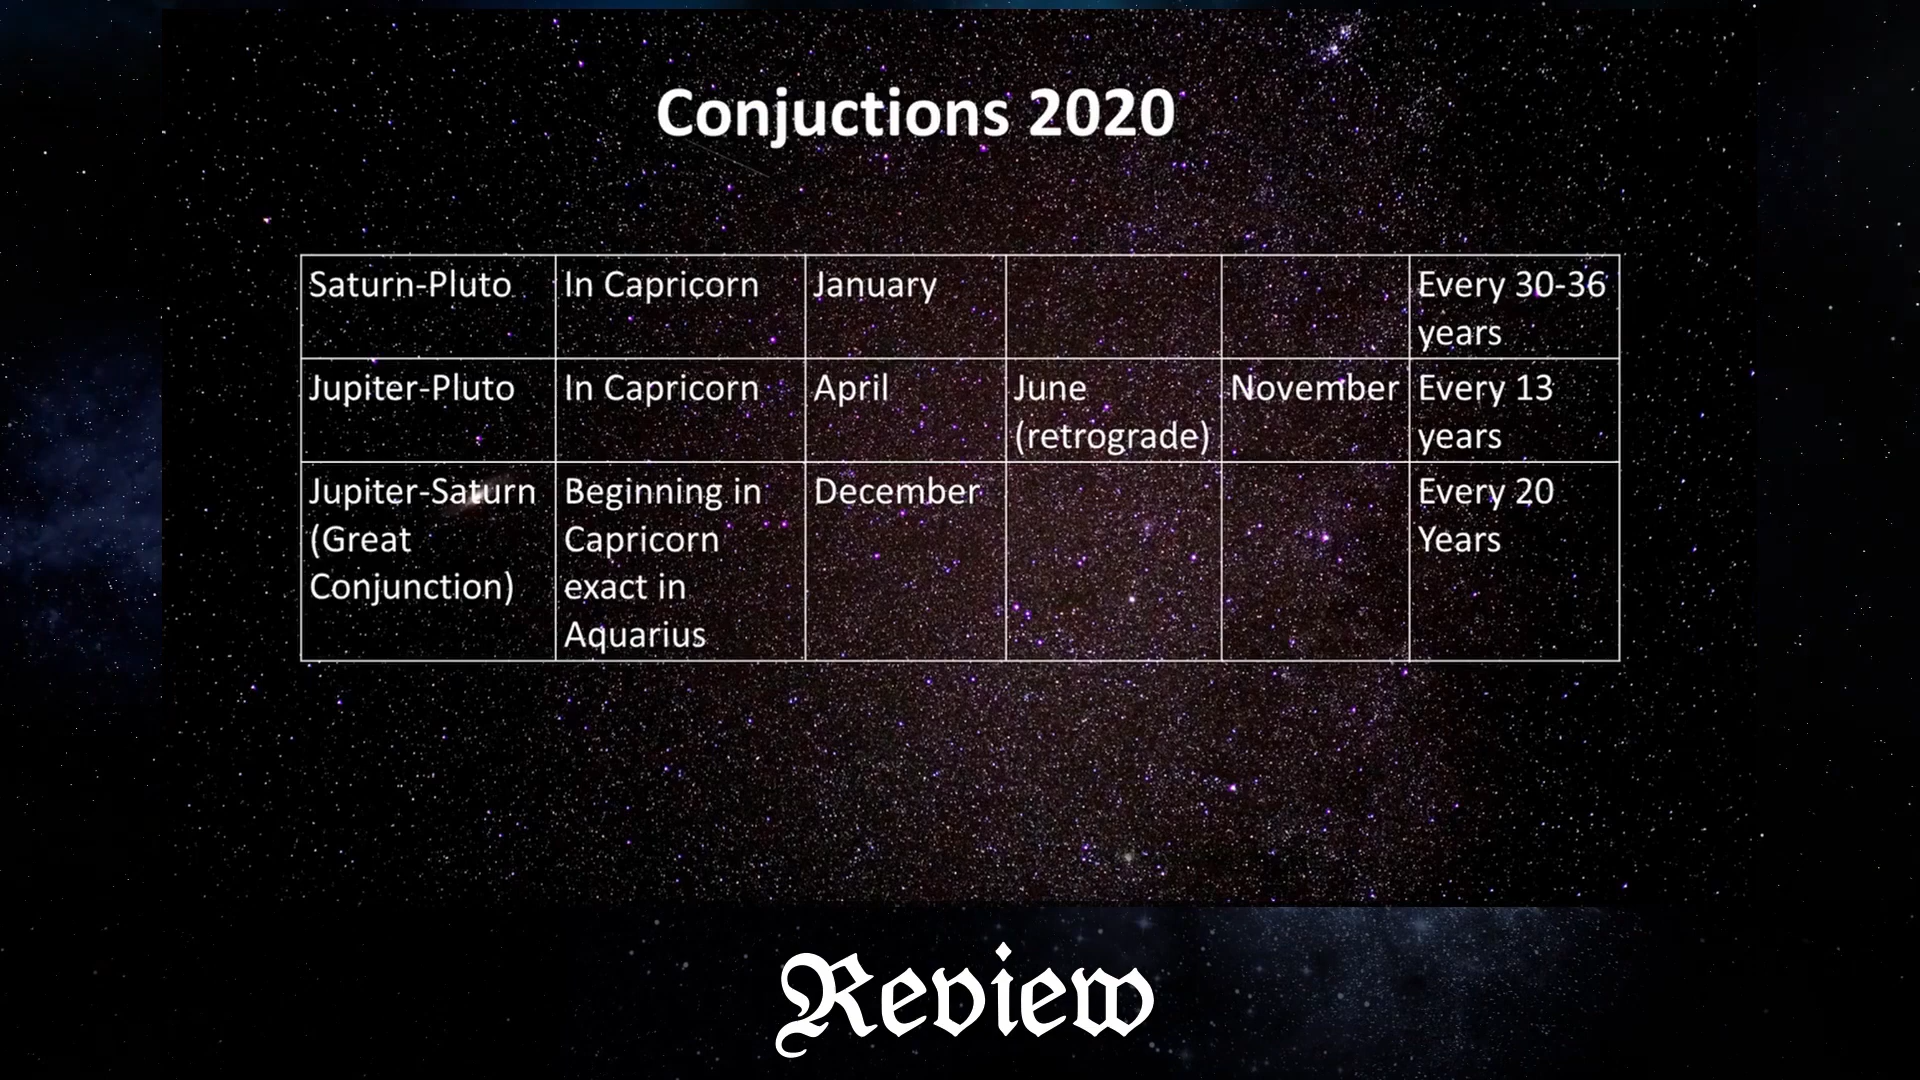 Conjuctions 2020
Saturn-Pluto In Capricorn January Every 30-36
years
Jupiter-Pluto In Capricorn April June November Every 13
(retrograde) years
Jupiter-Saturn Beginning in December Every 20
(Great Capricorn Years
Conjunction) exact in
Aquarius
Review